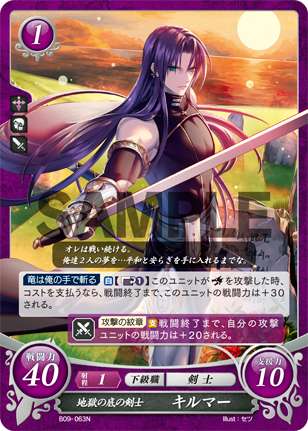 1
SAMPLE
オレは戦い続ける。
俺達２人の夢を…平和と安らぎを手に入れるまでな。
竜は俺の手で斬る 自 このユニットが を攻撃した時、
コストを支払うなら、戦闘終了まで、このユニットの戦闘力は＋30
される。
攻撃の紋章 支 戦闘終了まで、自分の攻撃
ユニットの戦闘力は＋20される。
戦闘力
40
射程 1 下級職 剣士
支援力
10
地獄の底の剣士 キルマー
B09-063N
Illust：セツ